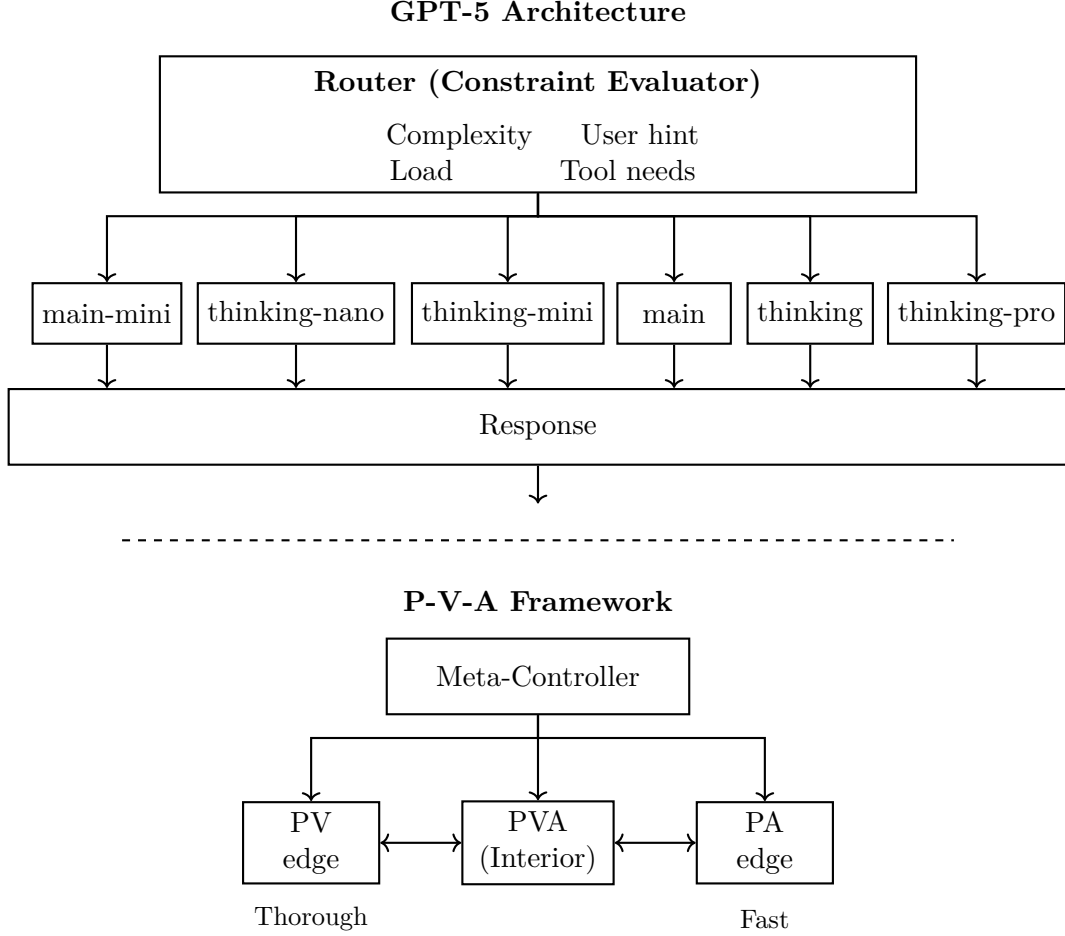 GPT-5 Architecture
Router (Constraint Evaluator)
Complexity User hint
Load Tool needs
main-mini thinking-nano thinking-mini main thinking thinking-pro
Response
P-V-A Framework
Meta-Controller
PV
edge
PVA
(Interior)
PA
edge
Thorough
Fast